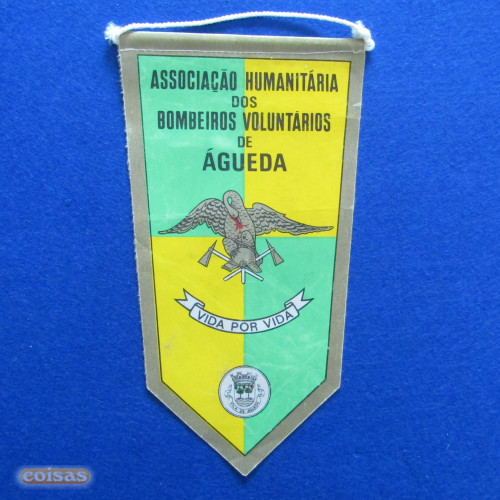 ASSOCIAÇÃO HUMANITÁRIA
DOS
BOMBEIROS VOLUNTÁRIOS
DE
ÁGUEDA
VIDA POR VIDA
coisas